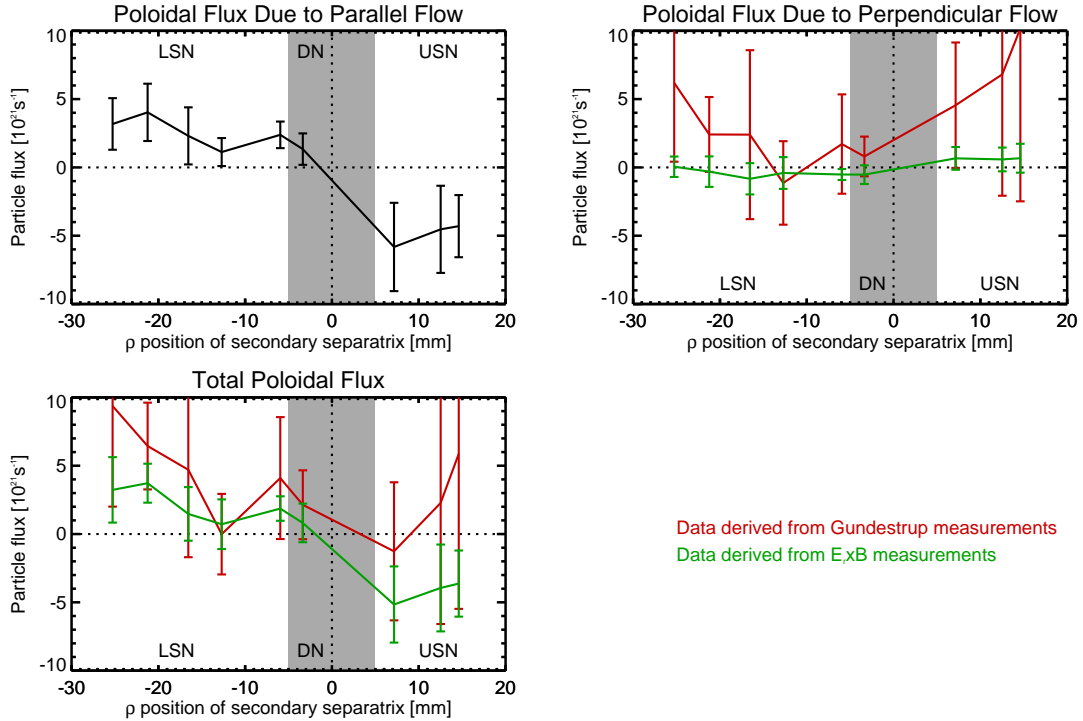 Poloidal Flux Due to Parallel Flow
10
5
0
-5
-10
Particle flux [10²¹s⁻¹]
LSN
DN
USN
-30
-20
-10
0
10
20
ρ position of secondary separatrix [mm]
Poloidal Flux Due to Perpendicular Flow
10
5
0
-5
-10
Particle flux [10²¹s⁻¹]
LSN
DN
USN
-30
-20
-10
0
10
20
ρ position of secondary separatrix [mm]
Total Poloidal Flux
10
5
0
-5
-10
Particle flux [10²¹s⁻¹]
LSN
DN
USN
-30
-20
-10
0
10
20
ρ position of secondary separatrix [mm]
Data derived from Gundestrup measurements
Data derived from EᵣxB measurements